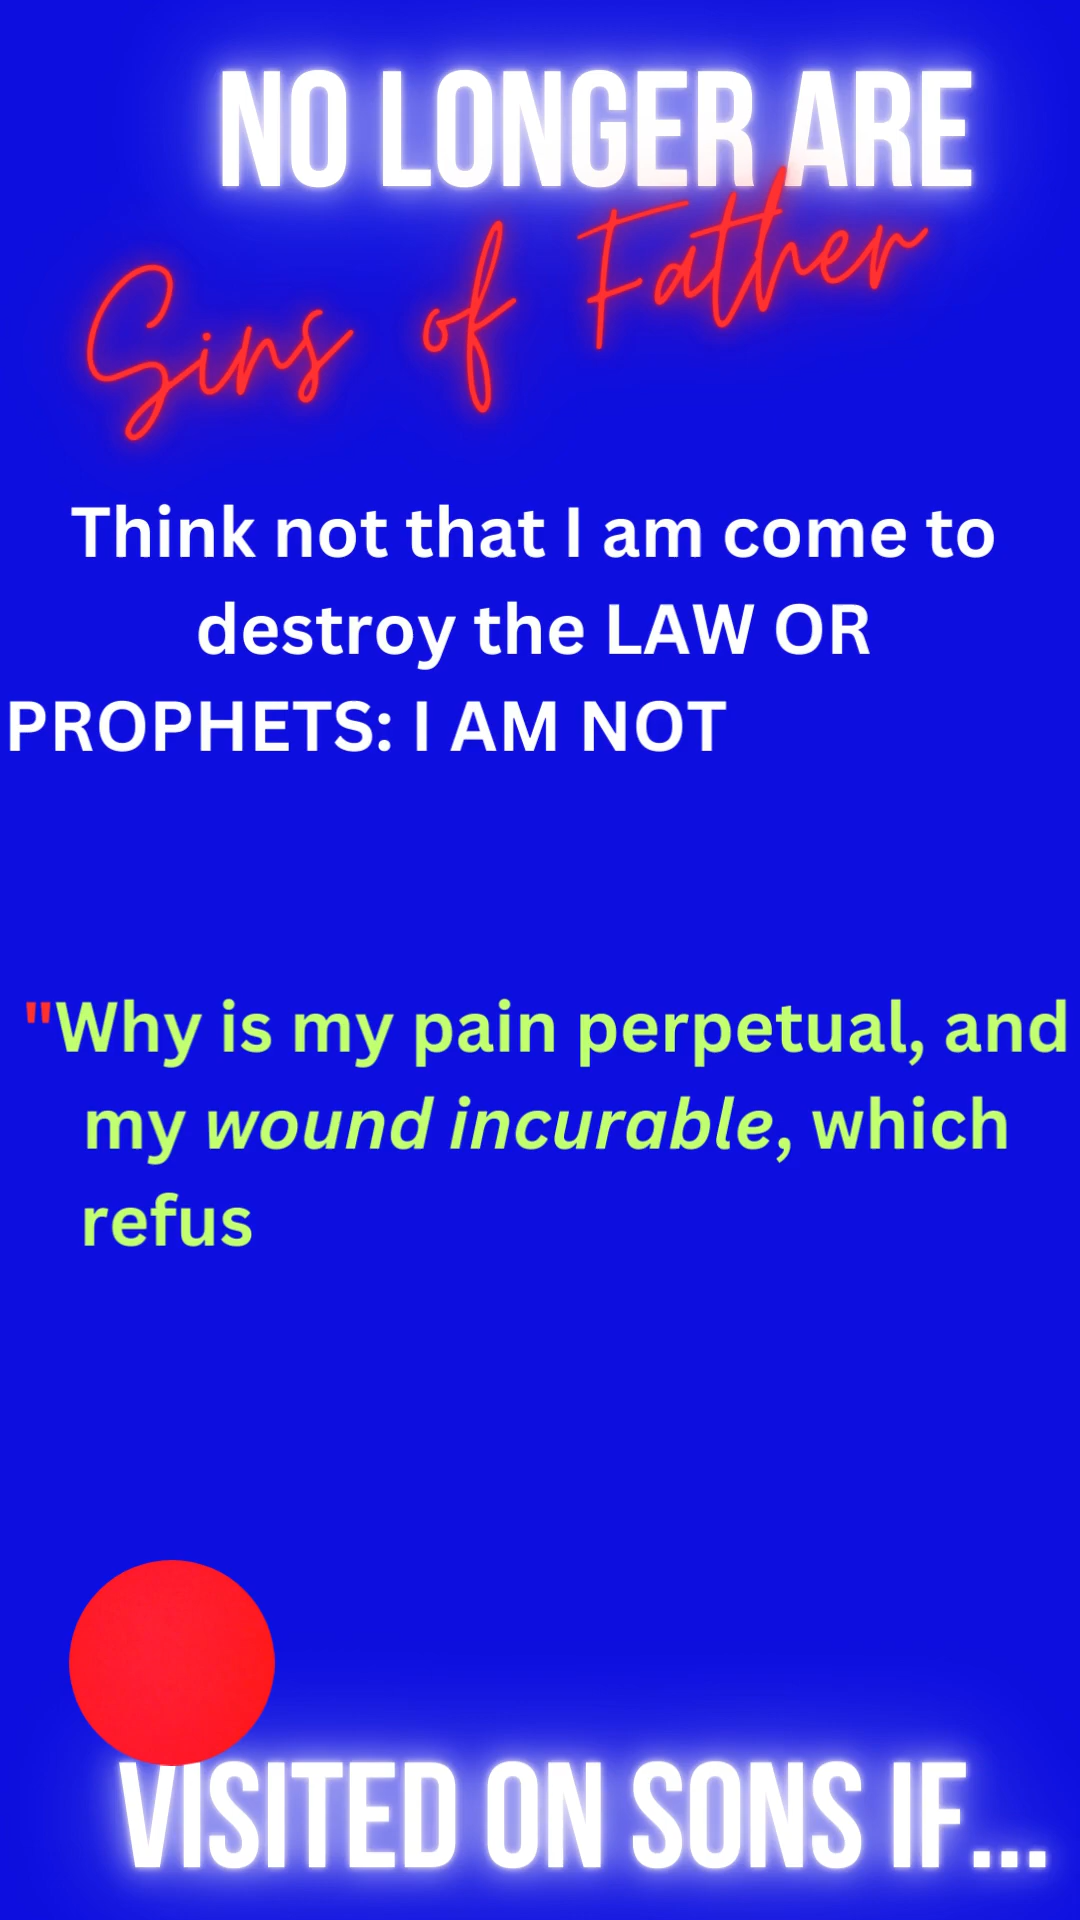 NO LONGER ARE
Sins of Father
Think not that I am come to
destroy the LAW OR
PROPHETS: I AM NOT
"Why is my pain perpetual, and
my wound incurable, which
refus
VISITED ON SONS IF...